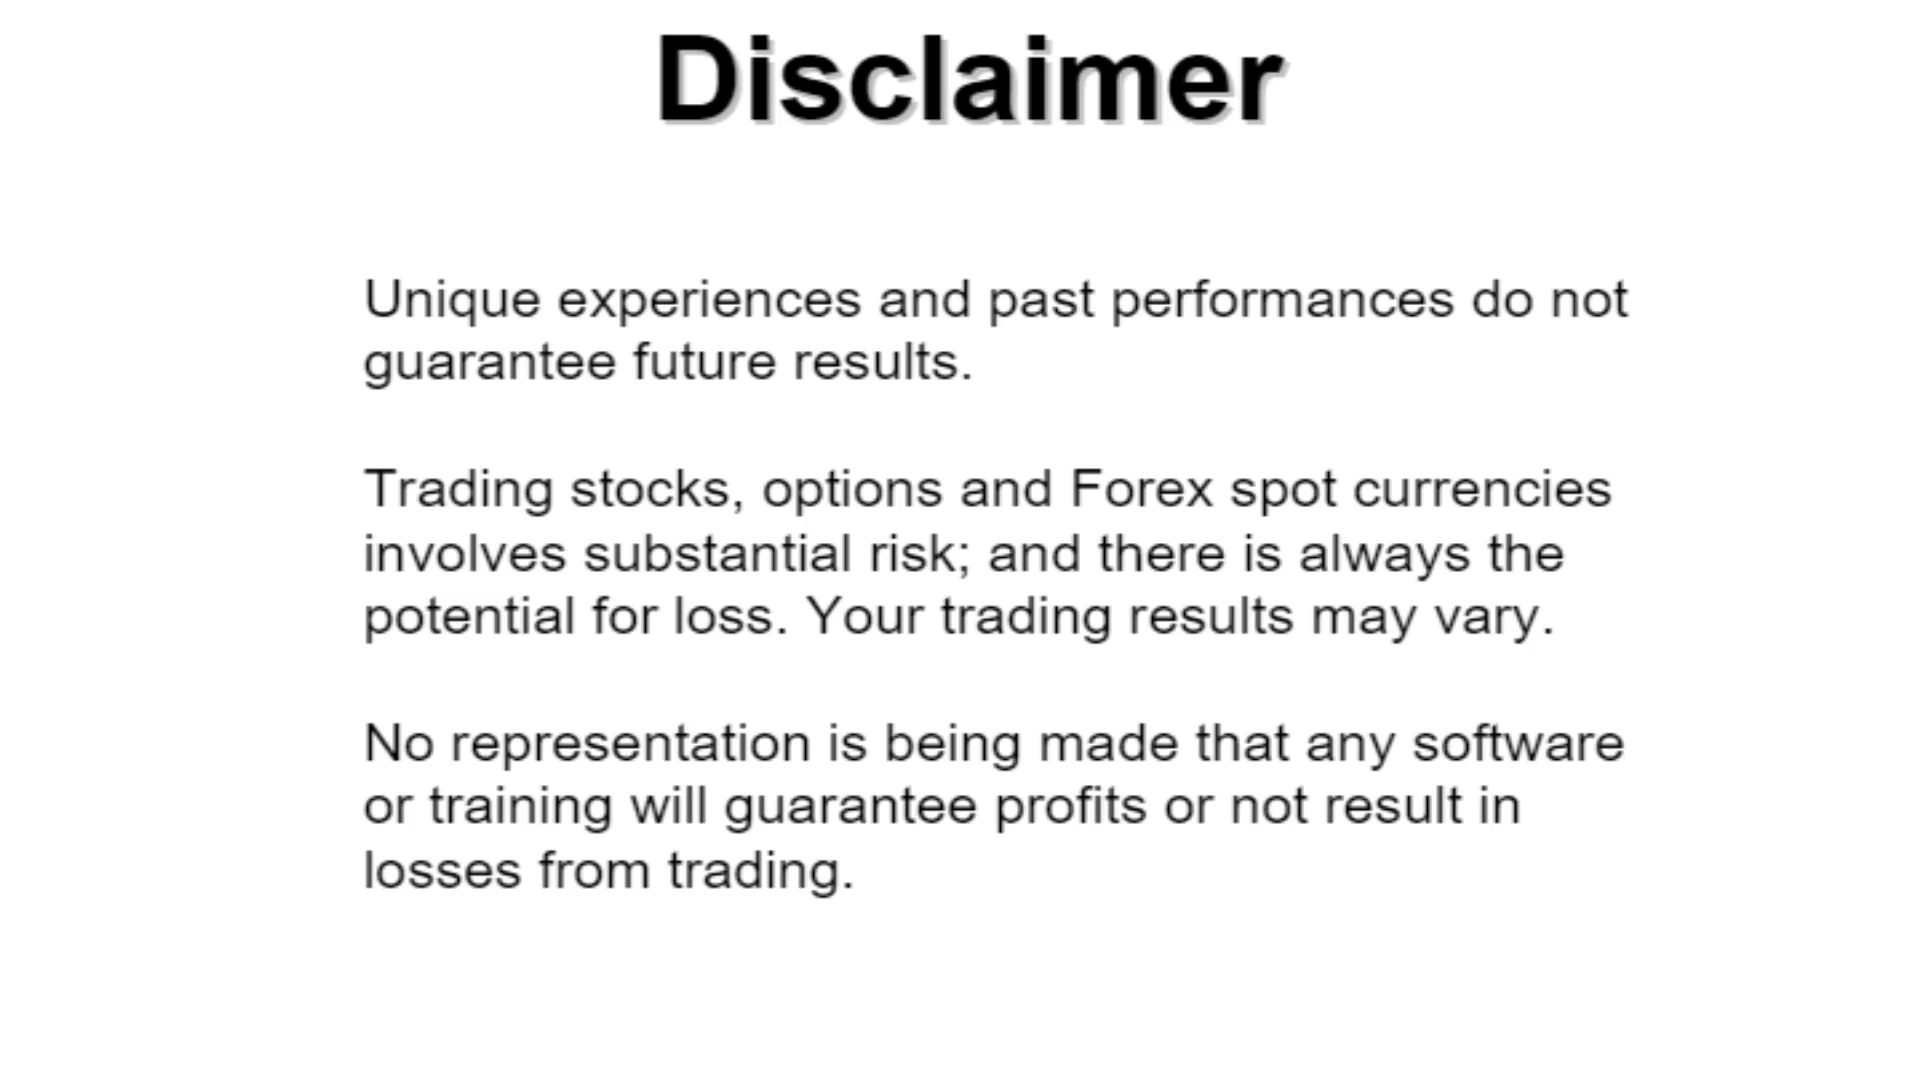 Disclaimer
Unique experiences and past performances do not
guarantee future results.
Trading stocks, options and Forex spot currencies
involves substantial risk; and there is always the
potential for loss. Your trading results may vary.
No representation is being made that any software
or training will guarantee profits or not result in
losses from trading.